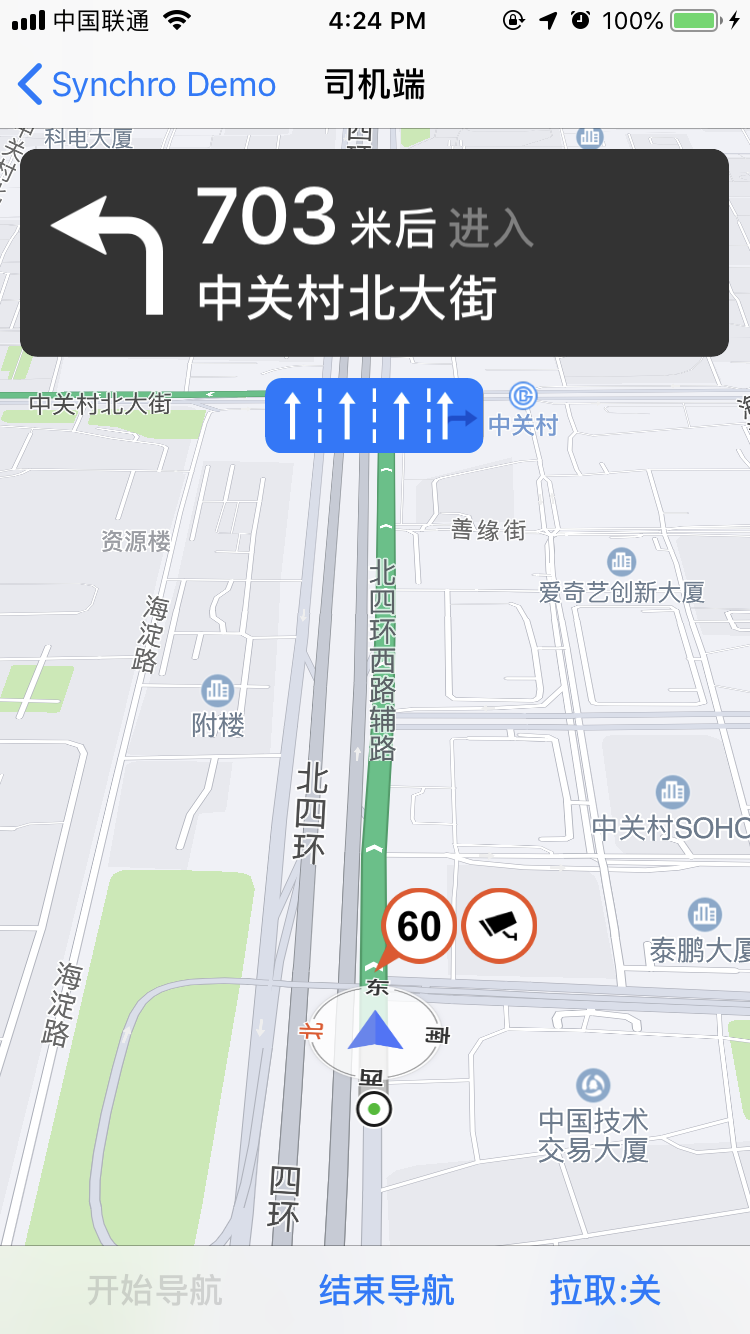 中国联通 4:24 PM 100%
Synchro Demo 司机端
科电大厦
四环
703 米后 进入
中关村北大街
中关村北大街
中关村
善缘街
资源楼
爱奇艺创新大厦
海淀路
北四环西路辅路
附楼
北四环
中关村SOHO
60
泰鹏大厦
海淀路
东
北
南
西
中国技术
交易大厦
四环
开始导航 结束导航 拉取:关